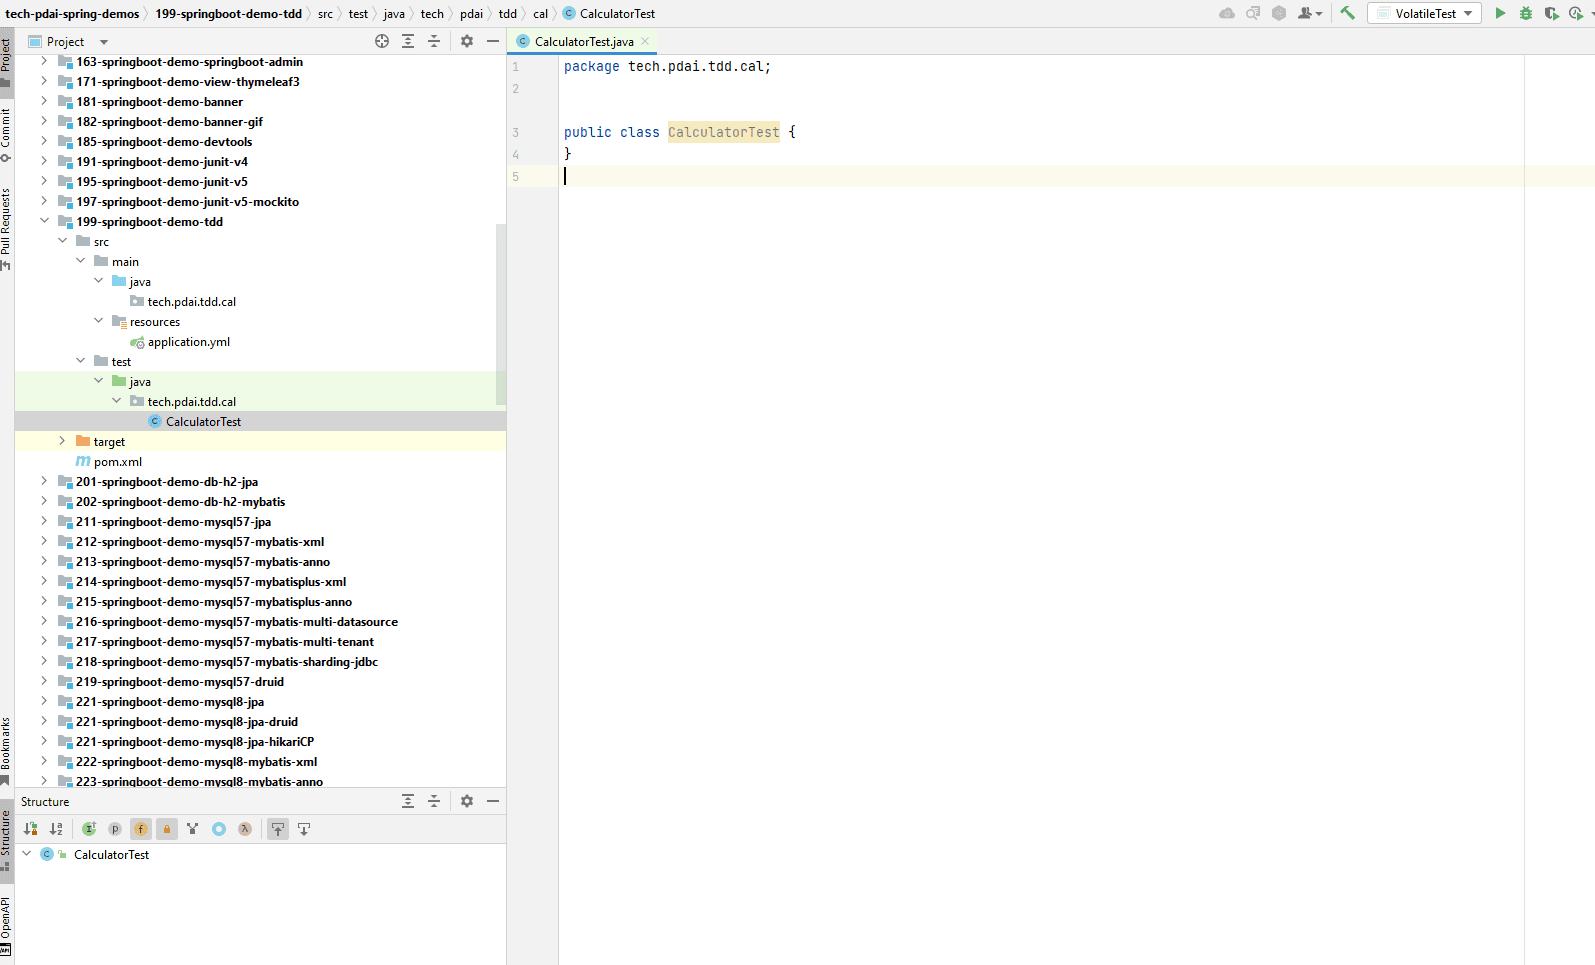 tech-pdai-spring-demos 199-springboot-demo-tdd src test java tech pdai tdd cal CalculatorTest
VolatileTest
Project
163-springboot-demo-springboot-admin
171-springboot-demo-view-thymeleaf3
181-springboot-demo-banner
182-springboot-demo-banner-gif
185-springboot-demo-devtools
191-springboot-demo-junit-v4
195-springboot-demo-junit-v5
197-springboot-demo-junit-v5-mockito
199-springboot-demo-tdd
src
main
java
tech.pdai.tdd.cal
resources
application.yml
test
java
tech.pdai.tdd.cal
CalculatorTest
target
pom.xml
201-springboot-demo-db-h2-jpa
202-springboot-demo-db-h2-mybatis
211-springboot-demo-mysql57-jpa
212-springboot-demo-mysql57-mybatis-xml
213-springboot-demo-mysql57-mybatis-anno
214-springboot-demo-mysql57-mybatisplus-xml
215-springboot-demo-mysql57-mybatisplus-anno
216-springboot-demo-mysql57-mybatis-multi-datasource
217-springboot-demo-mysql57-mybatis-multi-tenant
218-springboot-demo-mysql57-mybatis-sharding-jdbc
219-springboot-demo-mysql57-druid
221-springboot-demo-mysql8-jpa
221-springboot-demo-mysql8-jpa-druid
221-springboot-demo-mysql8-jpa-hikariCP
222-springboot-demo-mysql8-mybatis-xml
223-springboot-demo-mysql8-mybatis-anno
Structure
CalculatorTest
CalculatorTest.java
1 package tech.pdai.tdd.cal;
2
3 public class CalculatorTest {
4 }
5
Project
Commit
Pull Requests
Bookmarks
Structure
OpenAPI